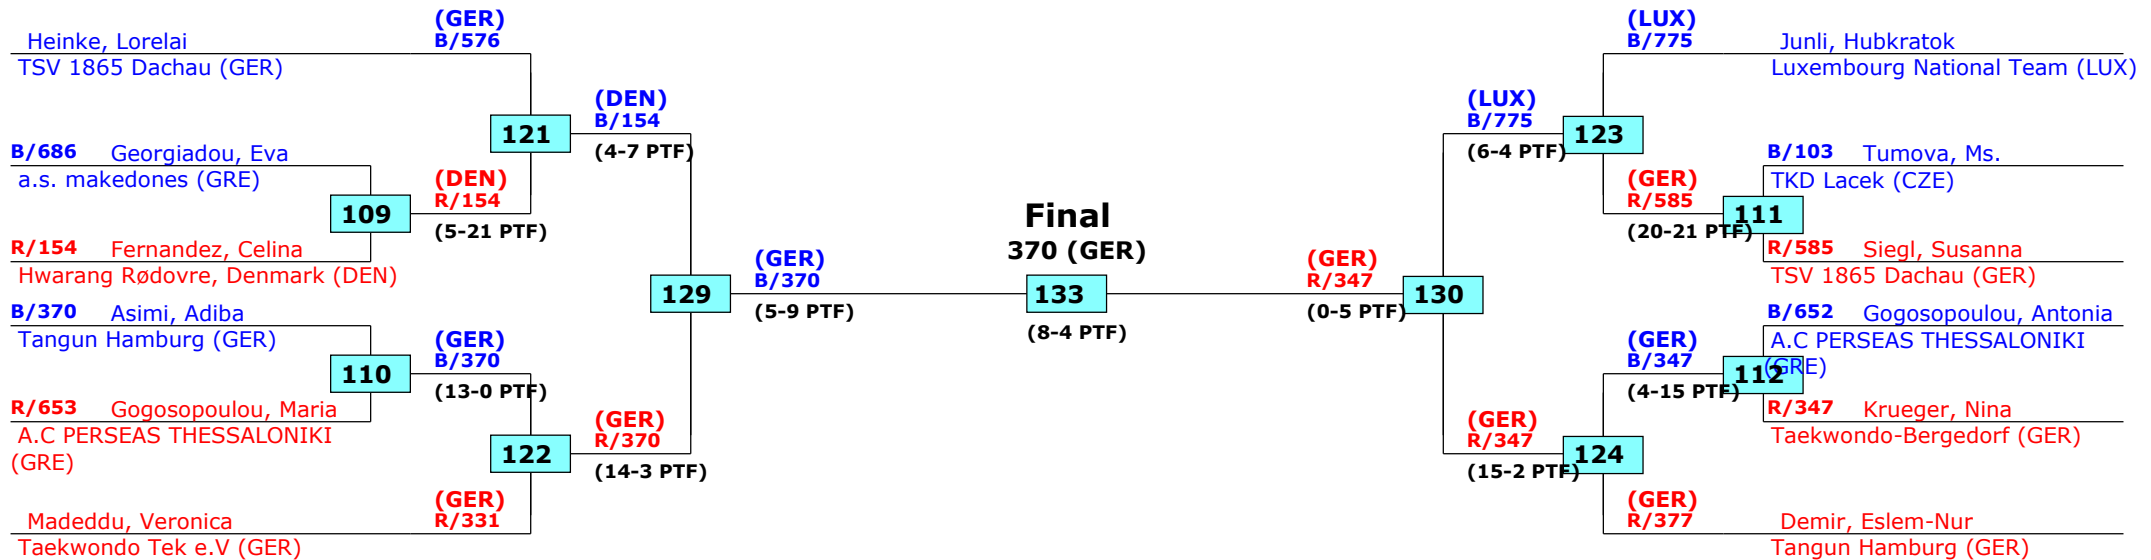 (GER)
B/576
Heinke, Lorelai
TSV 1865 Dachau (GER)
121
(DEN)
B/154
(4-7 PTF)
B/686 Georgiadou, Eva
a.s. makedones (GRE)
109
(DEN)
R/154
(5-21 PTF)
R/154 Fernandez, Celina
Hwarang Rødovre, Denmark (DEN)
129
(GER)
B/370
(5-9 PTF)
B/370 Asimi, Adiba
Tangun Hamburg (GER)
110
(GER)
B/370
(13-0 PTF)
R/653 Gogosopoulou, Maria
A.C PERSEAS THESSALONIKI
(GRE)
122
(GER)
R/370
(14-3 PTF)
(GER)
R/331
Madeddu, Veronica
Taekwondo Tek e.V (GER)
Final
370 (GER)
133
(8-4 PTF)
(LUX)
B/775
Junli, Hubkratok
Luxembourg National Team (LUX)
(LUX)
B/775
(6-4 PTF)
123
B/103 Tumova, Ms.
TKD Lacek (CZE)
(GER)
R/585
(20-21 PTF)
111
R/585 Siegl, Susanna
TSV 1865 Dachau (GER)
(GER)
R/347
(0-5 PTF)
130
B/652 Gogosopoulou, Antonia
A.C PERSEAS THESSALONIKI
(GRE)
(GER)
B/347
(4-15 PTF)
112
R/347 Krueger, Nina
Taekwondo-Bergedorf (GER)
(GER)
R/347
(15-2 PTF)
124
(GER)
R/377
Demir, Eslem-Nur
Tangun Hamburg (GER)